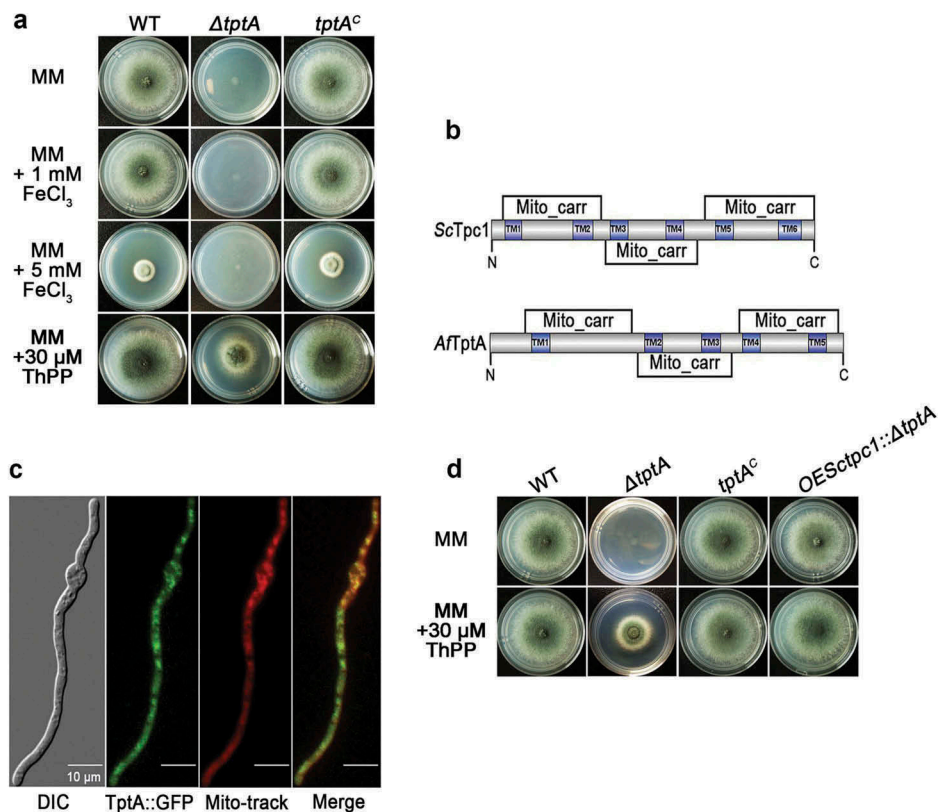 a
WT ΔtptA tptAᶜ
MM
MM
+ 1 mM
FeCl₃
MM
+ 5 mM
FeCl₃
MM
+30 µM
ThPP
b
Mito_carr Mito_carr
ScTpc1 TM1 TM2 TM3 TM4 TM5 TM6
Mito_carr
N C
Mito_carr Mito_carr
AfTptA TM1 TM2 TM3 TM4 TM5
Mito_carr
N C
c
10 µm
DIC TptA::GFP Mito-track Merge
d
WT ΔtptA tptAᶜ OESctpc1::ΔtptA
MM
MM
+30 µM
ThPP